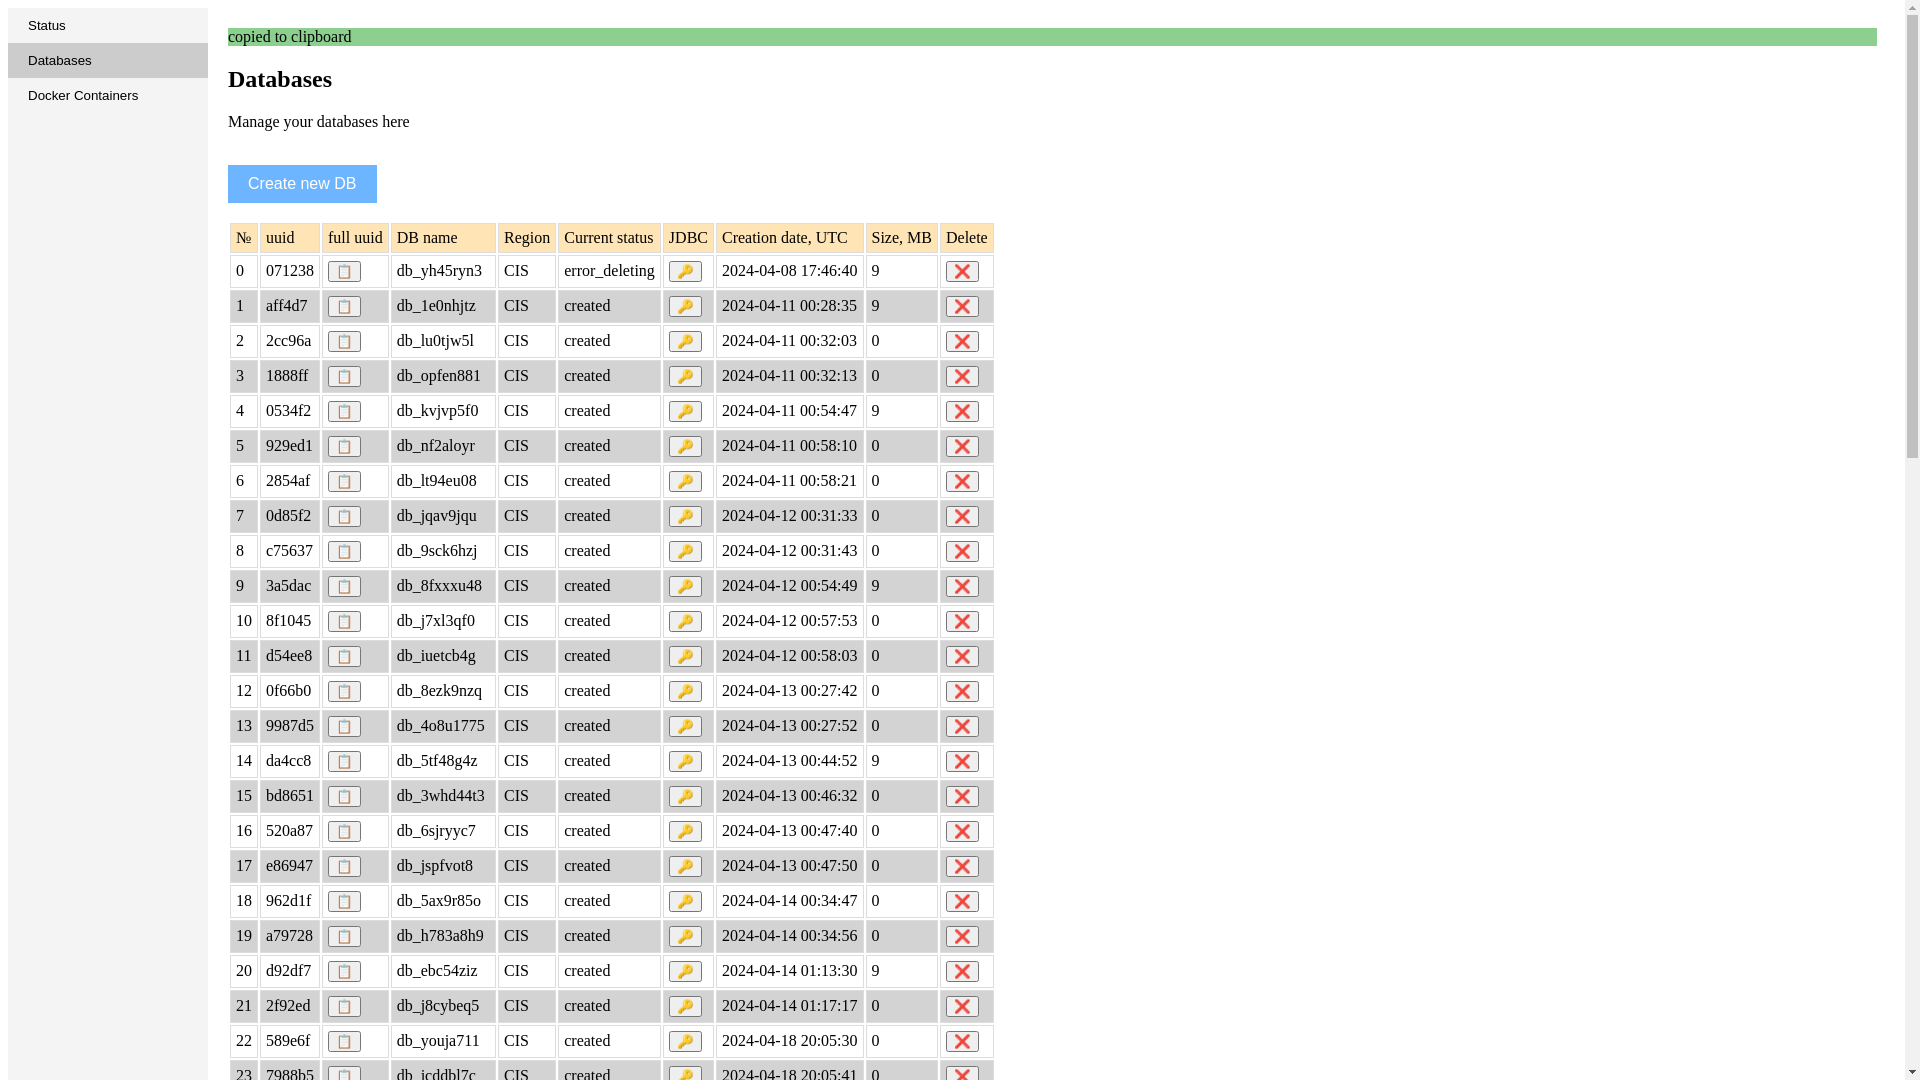 Status
Databases
Docker Containers
copied to clipboard
Databases
Manage your databases here
Create new DB
№ uuid full uuid DB name Region Current status JDBC Creation date, UTC Size, MB Delete
0 071238 db_yh45ryn3 CIS error_deleting 2024-04-08 17:46:40 9
1 aff4d7 db_1e0nhjtz CIS created 2024-04-11 00:28:35 9
2 2cc96a db_lu0tjw5l CIS created 2024-04-11 00:32:03 0
3 1888ff db_opfen881 CIS created 2024-04-11 00:32:13 0
4 0534f2 db_kvjvp5f0 CIS created 2024-04-11 00:54:47 9
5 929ed1 db_nf2aloyr CIS created 2024-04-11 00:58:10 0
6 2854af db_lt94eu08 CIS created 2024-04-11 00:58:21 0
7 0d85f2 db_jqav9jqu CIS created 2024-04-12 00:31:33 0
8 c75637 db_9sck6hzj CIS created 2024-04-12 00:31:43 0
9 3a5dac db_8fxxxu48 CIS created 2024-04-12 00:54:49 9
10 8f1045 db_j7xl3qf0 CIS created 2024-04-12 00:57:53 0
11 d54ee8 db_iuetcb4g CIS created 2024-04-12 00:58:03 0
12 0f66b0 db_8ezk9nzq CIS created 2024-04-13 00:27:42 0
13 9987d5 db_4o8u1775 CIS created 2024-04-13 00:27:52 0
14 da4cc8 db_5tf48g4z CIS created 2024-04-13 00:44:52 9
15 bd8651 db_3whd44t3 CIS created 2024-04-13 00:46:32 0
16 520a87 db_6sjryyc7 CIS created 2024-04-13 00:47:40 0
17 e86947 db_jspfvot8 CIS created 2024-04-13 00:47:50 0
18 962d1f db_5ax9r85o CIS created 2024-04-14 00:34:47 0
19 a79728 db_h783a8h9 CIS created 2024-04-14 00:34:56 0
20 d92df7 db_ebc54ziz CIS created 2024-04-14 01:13:30 9
21 2f92ed db_j8cybeq5 CIS created 2024-04-14 01:17:17 0
22 589e6f db_youja711 CIS created 2024-04-18 20:05:30 0
23 7988b5 db_icddbl7c CIS created 2024-04-18 20:05:41 0